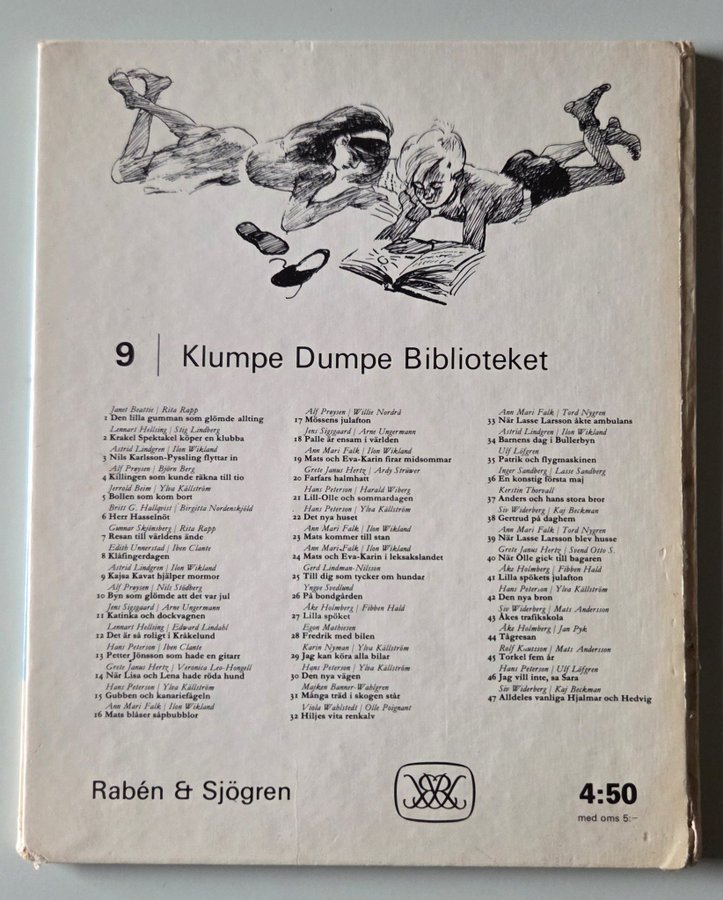 9 | Klumpe Dumpe Biblioteket
Janet Beattie | Rita Rapp
1 Den lilla gumman som glömde allting
Lennart Hellsing | Stig Lindberg
2 Krakel Spektakel köper en klubba
Astrid Lindgren | Ilon Wikland
3 Nils Karlsson-Pyssling flyttar in
Alf Prøysen | Björn Berg
4 Killingen som kunde räkna till tio
Jerrold Beim | Ylva Källström
5 Bollen som kom bort
Britt G. Hallqvist | Birgitta Nordenskjöld
6 Herr Hasselnöt
Gunnar Skjønsberg | Rita Rapp
7 Resan till världens ände
Edith Unnerstad | Iben Clante
8 Klåfingerdagen
Astrid Lindgren | Ilon Wikland
9 Kajsa Kavat hjälper mormor
Alf Prøysen | Nils Stödberg
10 Byn som glömde att det var jul
Jens Sigsgaard | Arne Ungermann
11 Katinka och dockvagnen
Lennart Hellsing | Edward Lindahl
12 Det är så roligt i Kråkelund
Hans Peterson | Iben Clante
13 Petter Jönsson som hade en gitarr
Grete Janus Hertz | Veronica Leo-Hongell
14 När Lisa och Lena hade röda hund
Hans Peterson | Ylva Källström
15 Gubben och kanariefågeln
Ann Mari Falk | Ilon Wikland
16 Mats blåser såpbubblor
Alf Prøysen | Willie Nordrå
17 Mössens julafton
Jens Sigsgaard | Arne Ungermann
18 Palle är ensam i världen
Ann Mari Falk | Ilon Wikland
19 Mats och Eva-Karin firar midsommar
Grete Janus Hertz | Ardy Strüwer
20 Farfars halmhatt
Hans Peterson | Harald Wiberg
21 Lill-Olle och sommardagen
Hans Peterson | Ylva Källström
22 Det nya huset
Ann Mari Falk | Ilon Wikland
23 Mats kommer till stan
Ann Mari Falk | Ilon Wikland
24 Mats och Eva-Karin i leksakslandet
Gerd Lindman-Nilsson
25 Till dig som tycker om hundar
Yngve Svedlund
26 På bondgården
Åke Holmberg | Fibben Hald
27 Lilla spöket
Egon Mathiesen
28 Fredrik med bilen
Karin Nyman | Ylva Källström
29 Jag kan köra alla bilar
Hans Peterson | Ylva Källström
30 Den nya vägen
Majken Banner-Wahlgren
31 Många träd i skogen står
Viola Wahlstedt | Olle Poignant
32 Hiljes vita renkalv
Ann Mari Falk | Tord Nygren
33 När Lasse Larsson åkte ambulans
Astrid Lindgren | Ilon Wikland
34 Barnens dag i Bullerbyn
Ulf Löfgren
35 Patrik och flygmaskinen
Inger Sandberg | Lasse Sandberg
36 En konstig första maj
Kerstin Thorvall
37 Anders och hans stora bror
Siv Widerberg | Kaj Beckman
38 Gertrud på daghem
Ann Mari Falk | Tord Nygren
39 När Lasse Larsson blev husse
Grete Janus Hertz | Svend Otto S.
40 När Olle gick till bagaren
Åke Holmberg | Fibben Hald
41 Lilla spökets julafton
Hans Peterson | Ylva Källström
42 Den nya bron
Siv Widerberg | Mats Andersson
43 Åkes trafikskola
Åke Holmberg | Jan Pyk
44 Tågresan
Rolf Knutsson | Mats Andersson
45 Torkel fem år
Hans Peterson | Ulf Löfgren
46 Jag vill inte, sa Sara
Siv Widerberg | Kaj Beckman
47 Alldeles vanliga Hjalmar och Hedvig
Rabén & Sjögren
4:50
med oms 5:-